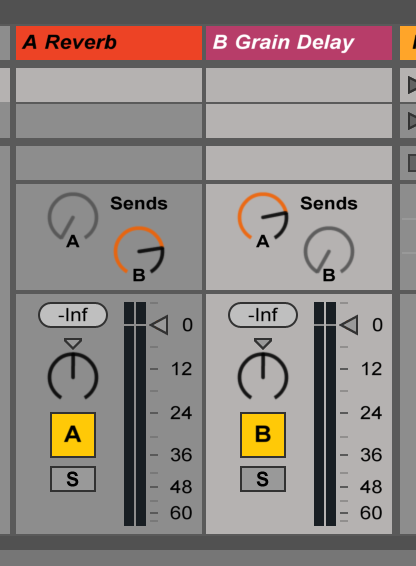 A Reverb
B Grain Delay
Sends
A
B
Sends
A
B
-Inf
0
12
24
36
48
60
A
S
-Inf
0
12
24
36
48
60
B
S